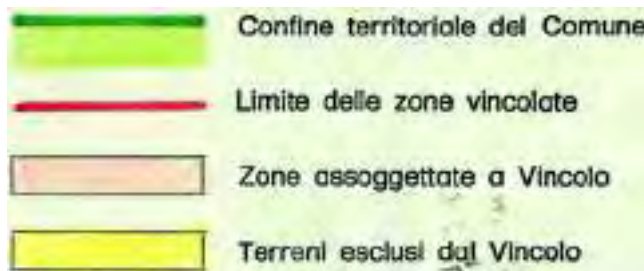 Confine territoriale del Comune
Limite delle zone vincolate
Zone assoggettate a Vincolo
Terreni esclusi dal Vincolo